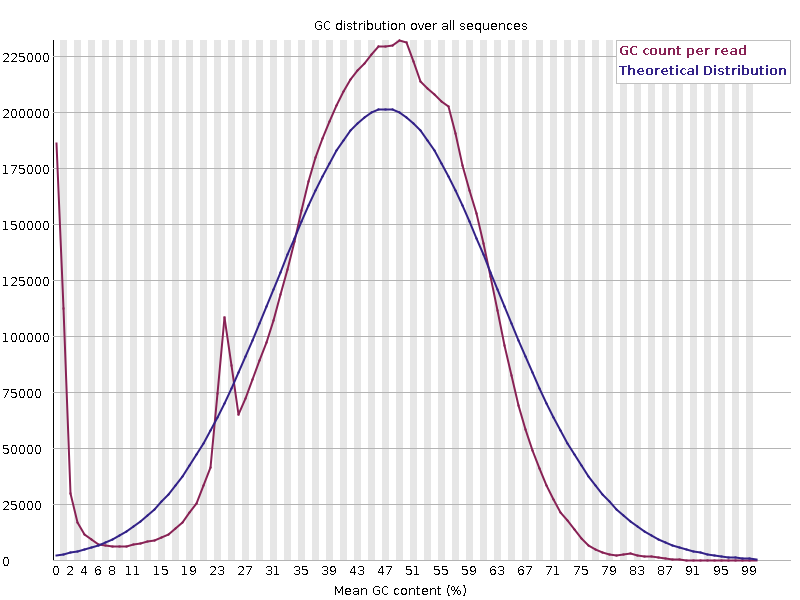 GC distribution over all sequences
GC count per read
Theoretical Distribution
225000
200000
175000
150000
125000
100000
75000
50000
25000
0
0 2 4 6 8 11 15 19 23 27 31 35 39 43 47 51 55 59 63 67 71 75 79 83 87 91 95 99
Mean GC content (%)